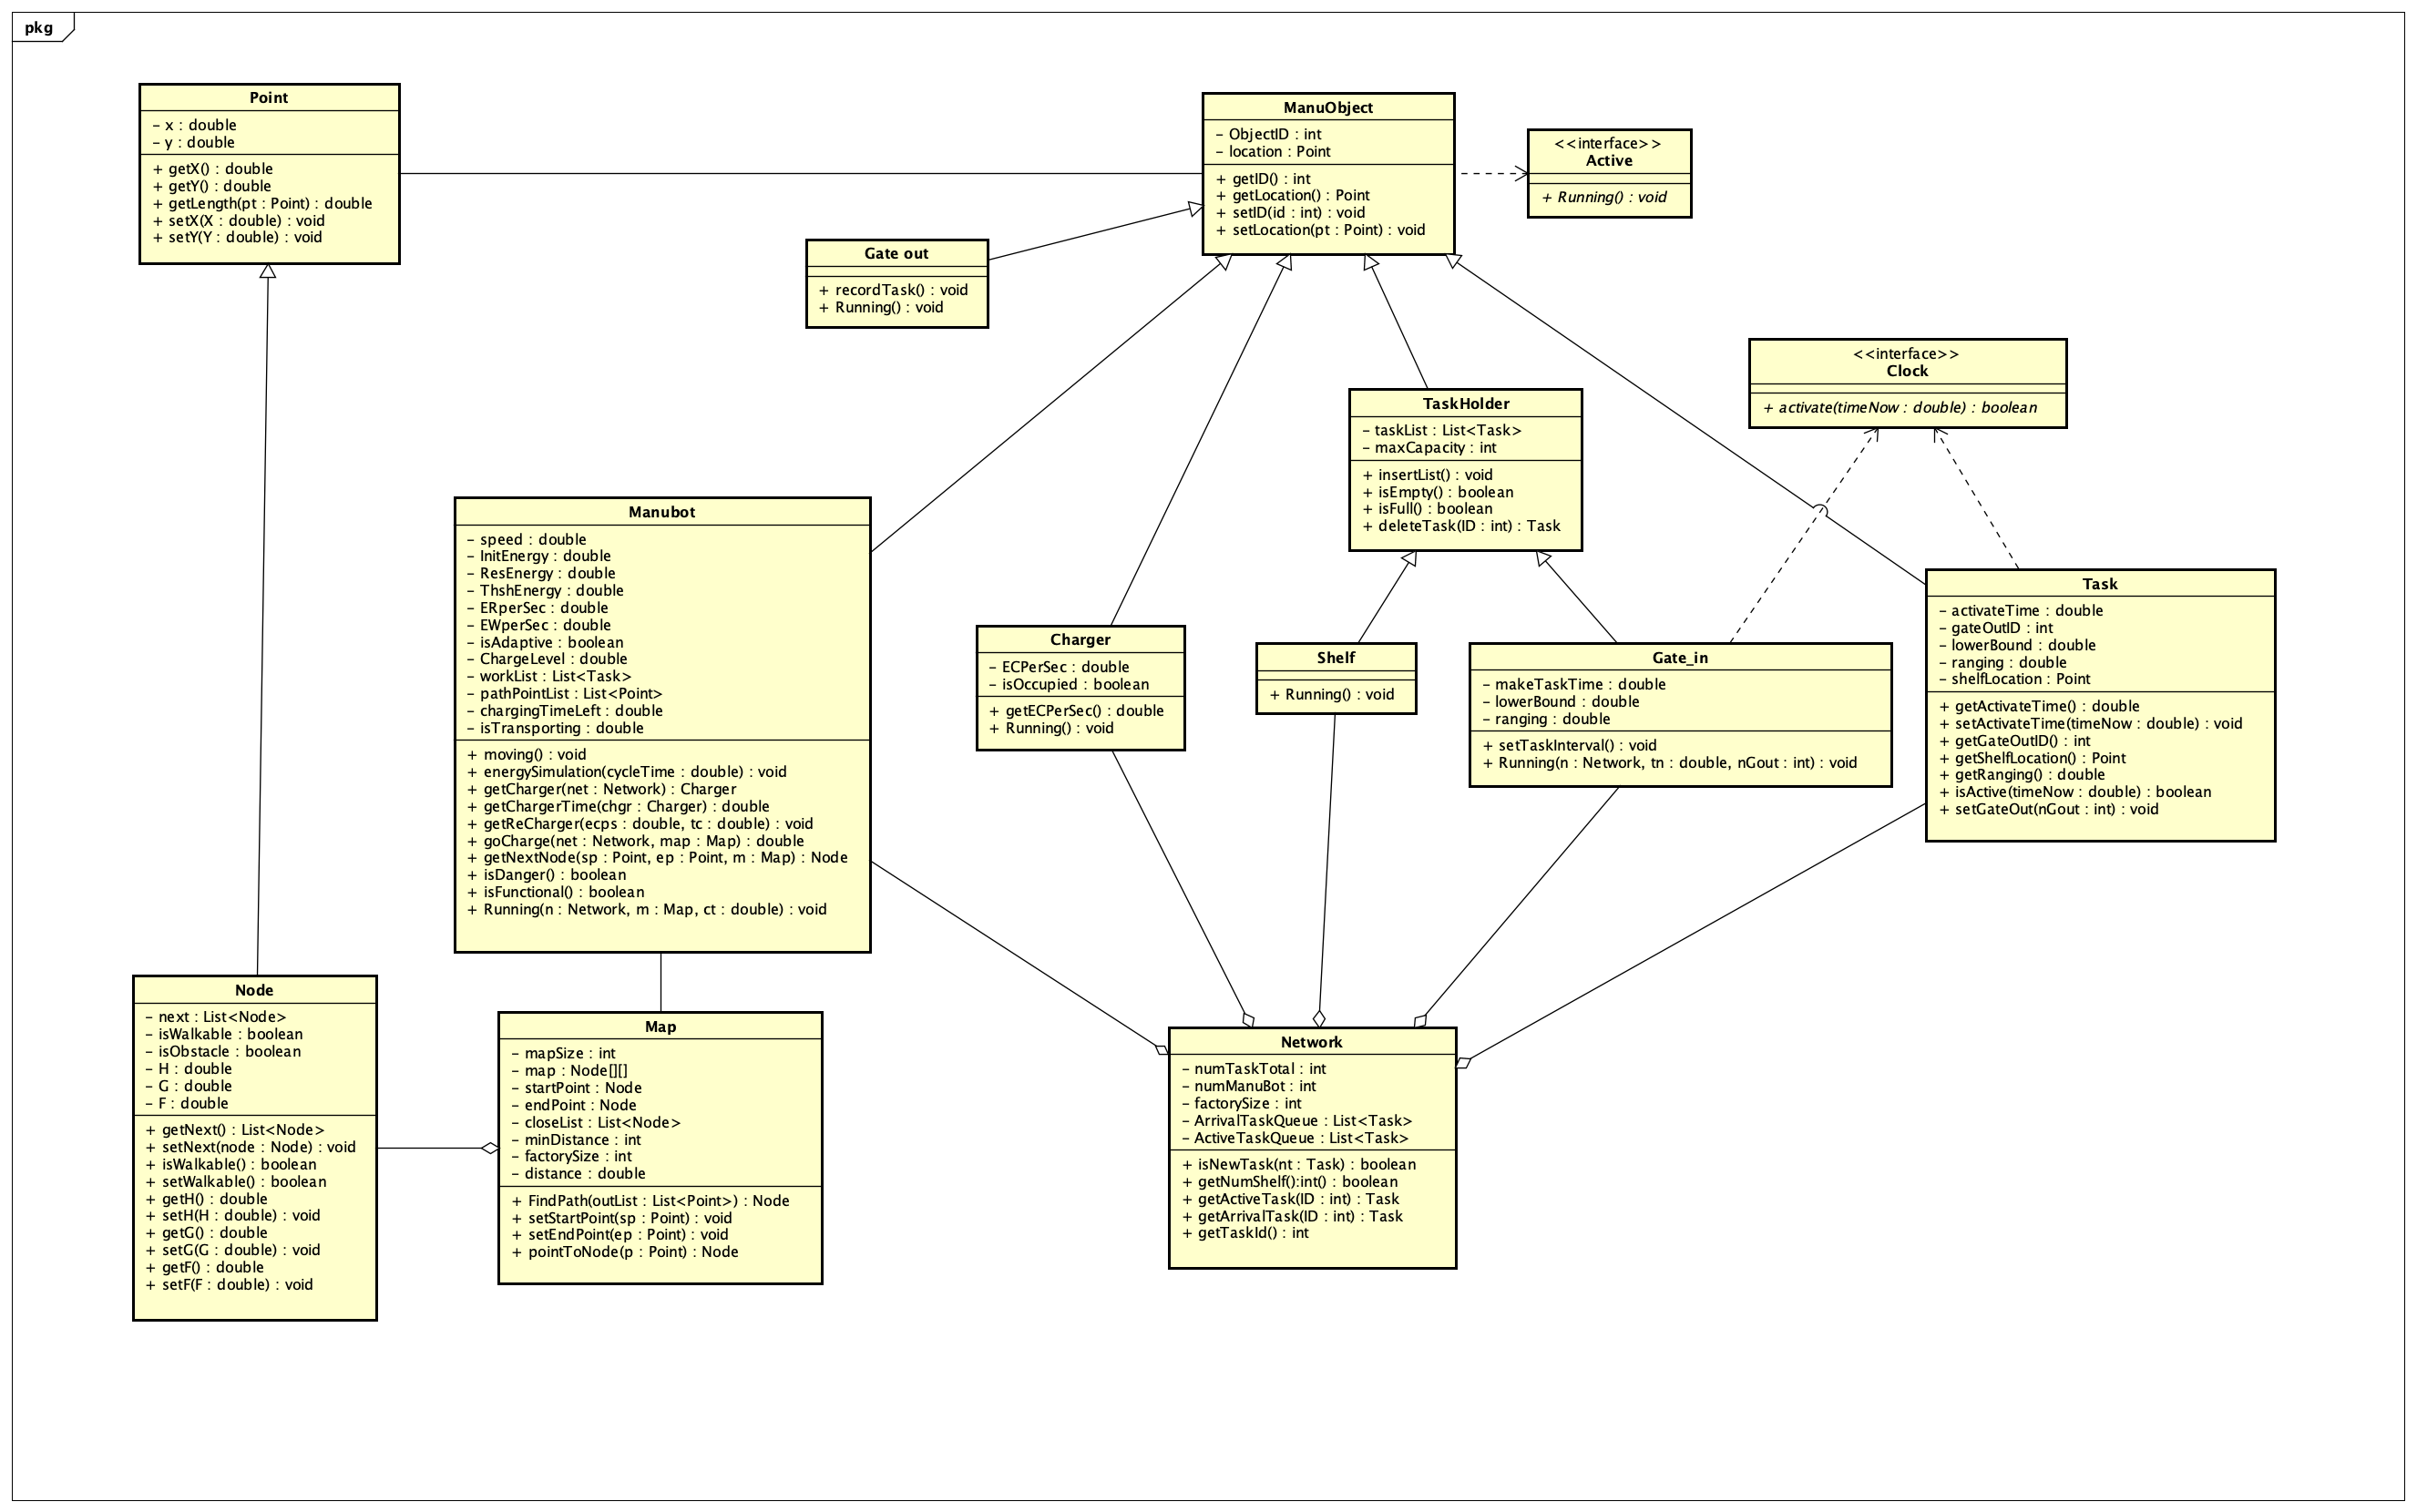 pkg
Point
– x : double
– y : double
+ getX() : double
+ getY() : double
+ getLength(pt : Point) : double
+ setX(X : double) : void
+ setY(Y : double) : void
ManuObject
– ObjectID : int
– location : Point
+ getID() : int
+ getLocation() : Point
+ setID(id : int) : void
+ setLocation(pt : Point) : void
<<interface>>
Active
+ Running() : void
Gate out
+ recordTask() : void
+ Running() : void
<<interface>>
Clock
+ activate(timeNow : double) : boolean
TaskHolder
– taskList : List<Task>
– maxCapacity : int
+ insertList() : void
+ isEmpty() : boolean
+ isFull() : boolean
+ deleteTask(ID : int) : Task
Manubot
– speed : double
– InitEnergy : double
– ResEnergy : double
– ThshEnergy : double
– ERperSec : double
– EWperSec : double
– isAdaptive : boolean
– ChargeLevel : double
– workList : List<Task>
– pathPointList : List<Point>
– chargingTimeLeft : double
– isTransporting : double
+ moving() : void
+ energySimulation(cycleTime : double) : void
+ getCharger(net : Network) : Charger
+ getChargerTime(chgr : Charger) : double
+ getReCharger(ecps : double, tc : double) : void
+ goCharge(net : Network, map : Map) : double
+ getNextNode(sp : Point, ep : Point, m : Map) : Node
+ isDanger() : boolean
+ isFunctional() : boolean
+ Running(n : Network, m : Map, ct : double) : void
Charger
– ECPerSec : double
– isOccupied : boolean
+ getECPerSec() : double
+ Running() : void
Shelf
+ Running() : void
Gate_in
– makeTaskTime : double
– lowerBound : double
– ranging : double
+ setTaskInterval() : void
+ Running(n : Network, tn : double, nGout : int) : void
Task
– activateTime : double
– gateOutID : int
– lowerBound : double
– ranging : double
– shelfLocation : Point
+ getActivateTime() : double
+ setActivateTime(timeNow : double) : void
+ getGateOutID() : int
+ getShelfLocation() : Point
+ getRanging() : double
+ isActive(timeNow : double) : boolean
+ setGateOut(nGout : int) : void
Node
– next : List<Node>
– isWalkable : boolean
– isObstacle : boolean
– H : double
– G : double
– F : double
+ getNext() : List<Node>
+ setNext(node : Node) : void
+ isWalkable() : boolean
+ setWalkable() : boolean
+ getH() : double
+ setH(H : double) : void
+ getG() : double
+ setG(G : double) : void
+ getF() : double
+ setF(F : double) : void
Map
– mapSize : int
– map : Node[][]
– startPoint : Node
– endPoint : Node
– closeList : List<Node>
– minDistance : int
– factorySize : int
– distance : double
+ FindPath(outList : List<Point>) : Node
+ setStartPoint(sp : Point) : void
+ setEndPoint(ep : Point) : void
+ pointToNode(p : Point) : Node
Network
– numTaskTotal : int
– numManuBot : int
– factorySize : int
– ArrivalTaskQueue : List<Task>
– ActiveTaskQueue : List<Task>
+ isNewTask(nt : Task) : boolean
+ getNumShelf():int() : boolean
+ getActiveTask(ID : int) : Task
+ getArrivalTask(ID : int) : Task
+ getTaskId() : int